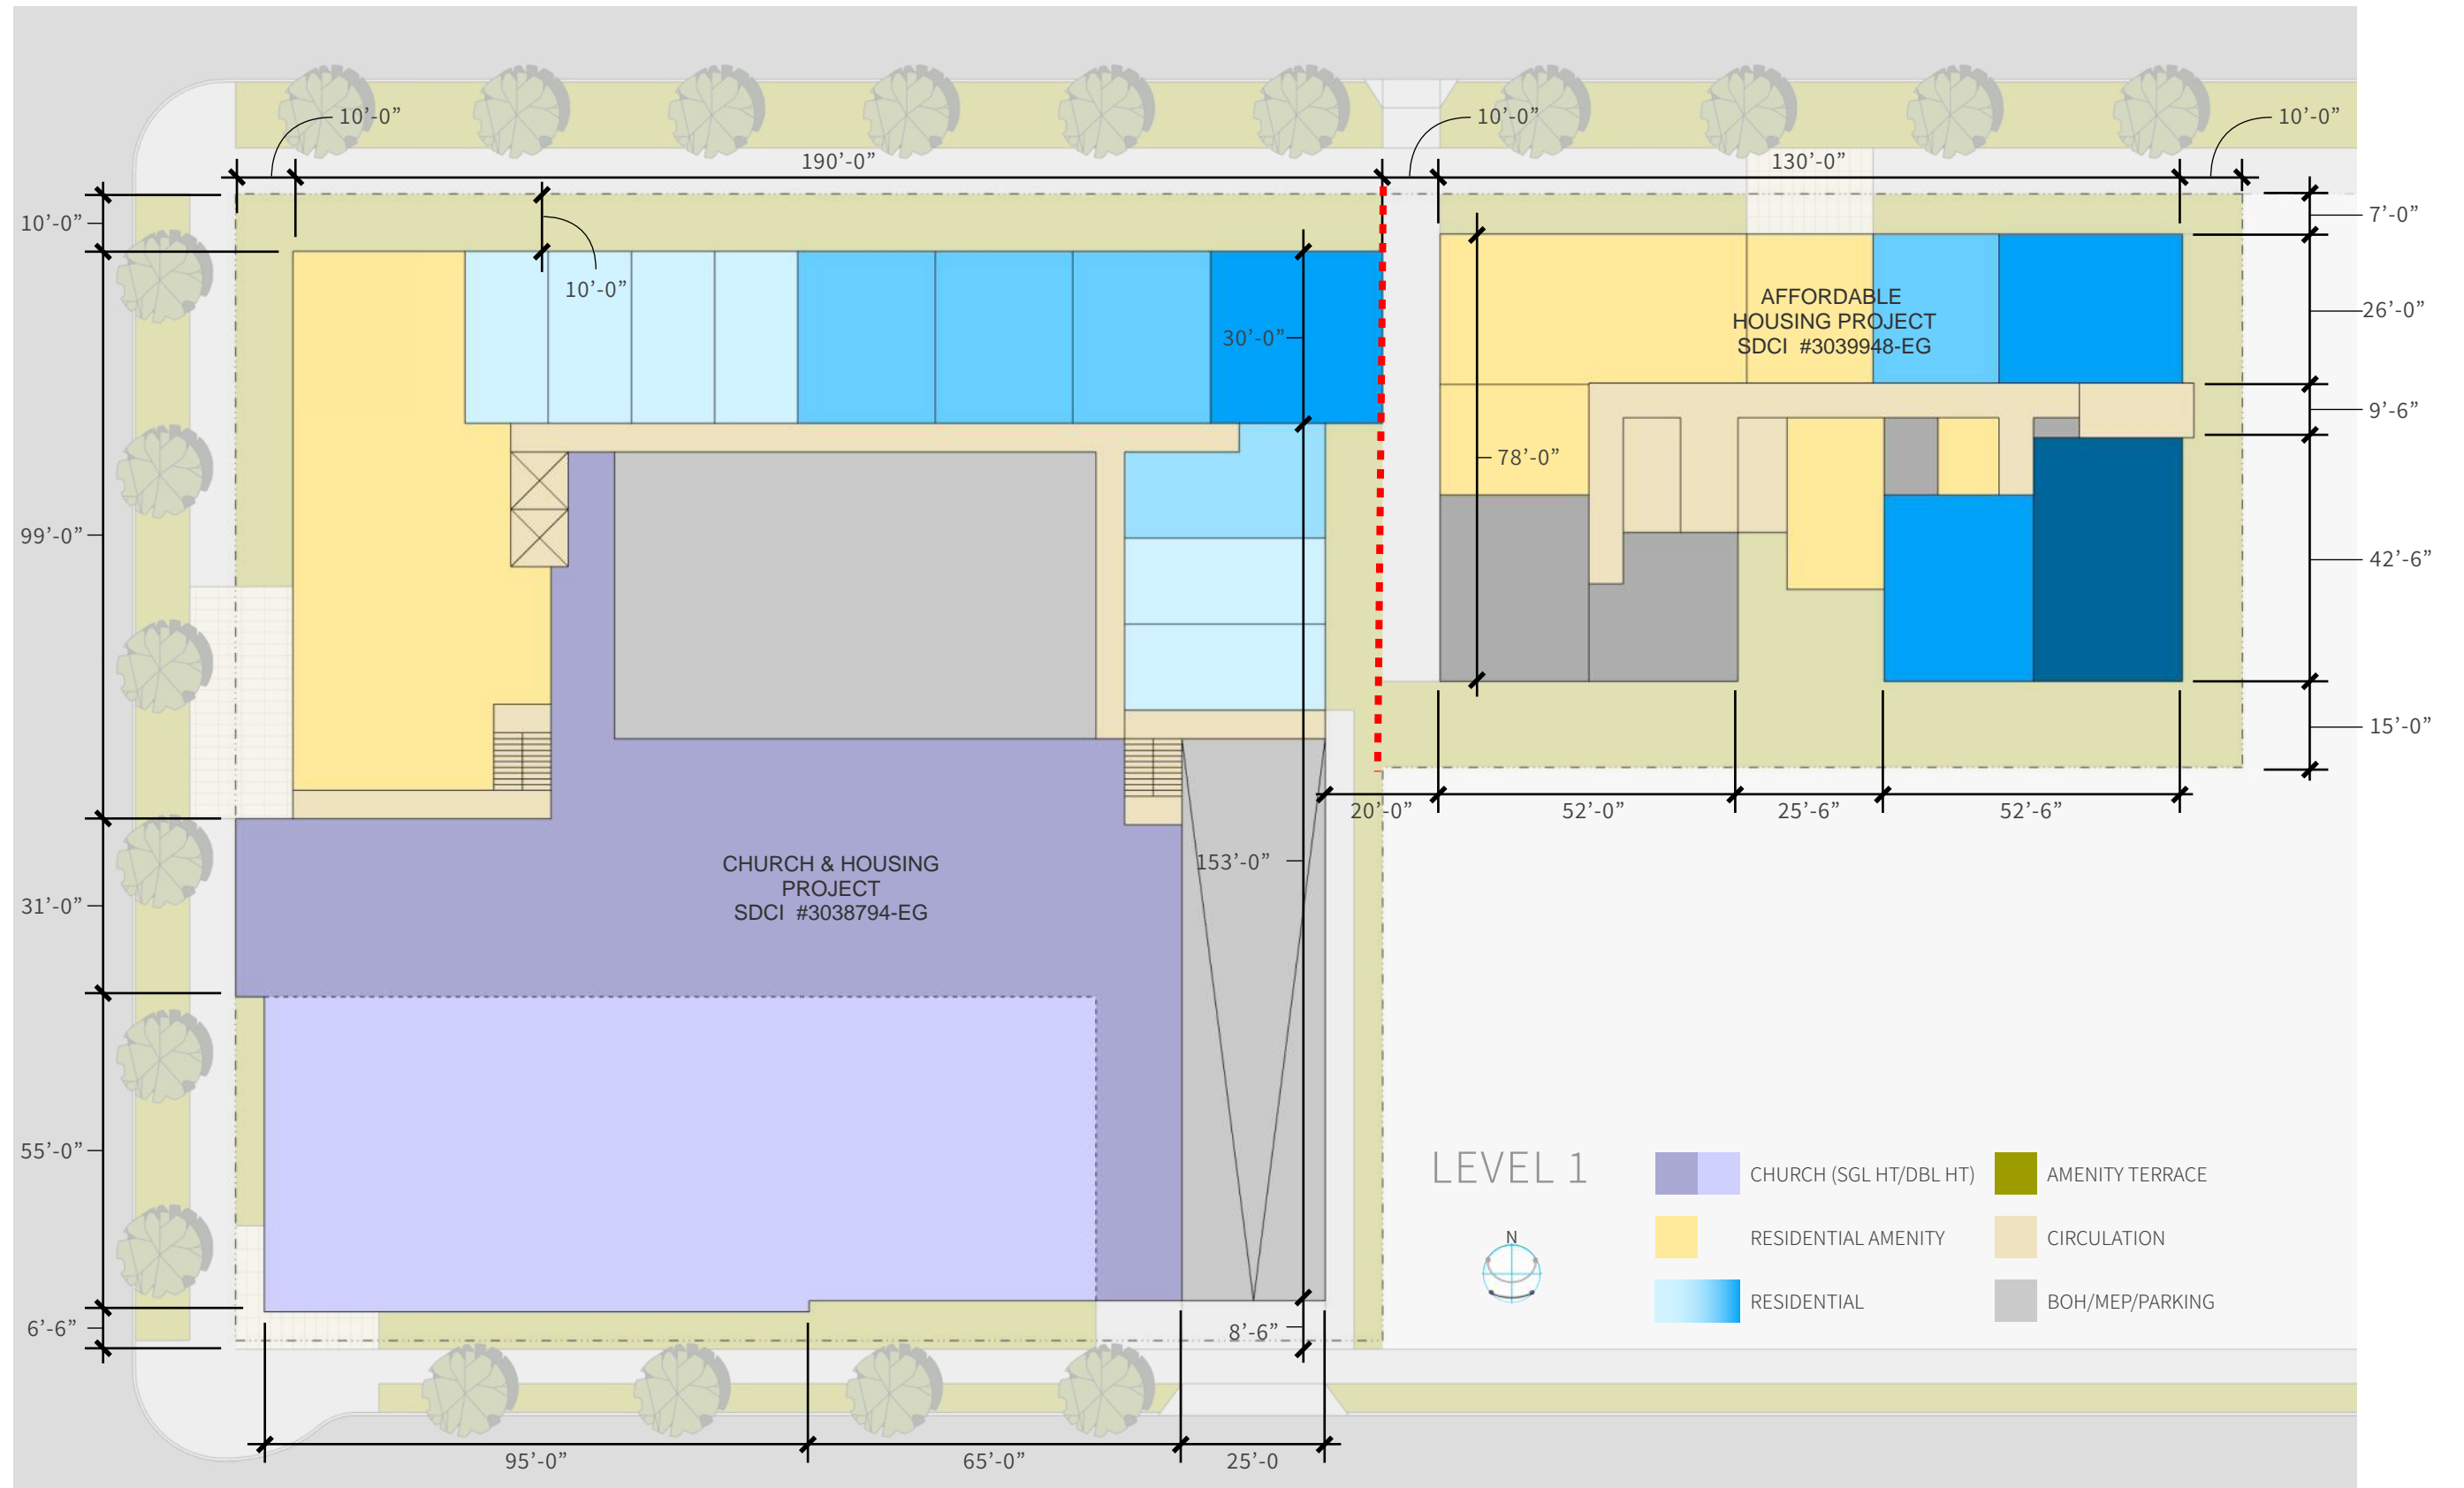 10’-0”
10’-0”
10’-0”
190’-0”
130’-0”
10’-0”
7’-0”
10’-0”
AFFORDABLE
HOUSING PROJECT
SDCI #3039948-EG
26’-0”
30’-0”
9’-6”
78’-0”
99’-0”
42’-6”
15’-0”
20’-0”
52’-0”
25’-6”
52’-6”
CHURCH & HOUSING
PROJECT
SDCI #3038794-EG
153’-0”
31’-0”
55’-0”
LEVEL 1
N
CHURCH (SGL HT/DBL HT)
RESIDENTIAL AMENITY
RESIDENTIAL
AMENITY TERRACE
CIRCULATION
BOH/MEP/PARKING
6’-6”
8’-6”
95’-0”
65’-0”
25’-0